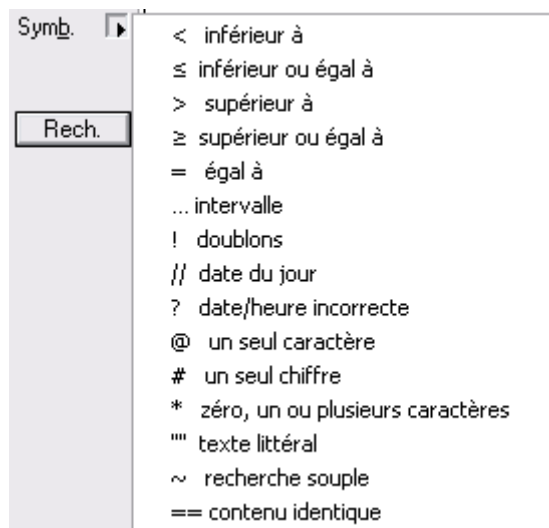 Symb.
< inférieur à
≤ inférieur ou égal à
> supérieur à
Rech.
≥ supérieur ou égal à
= égal à
... intervalle
! doublons
// date du jour
? date/heure incorrecte
@ un seul caractère
# un seul chiffre
* zéro, un ou plusieurs caractères
"" texte littéral
~ recherche souple
== contenu identique